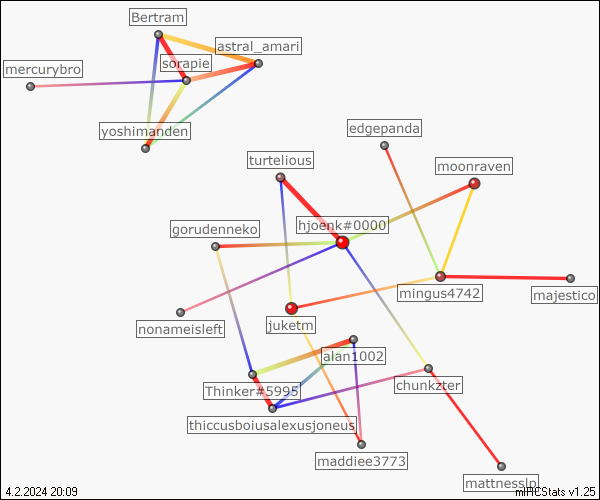 Bertram
astral_amari
sorapie
mercurybro
yoshimanden
edgepanda
turtelious
moonraven
hjoenk#0000
gorudenneko
mingus4742
majestico
nonameisleft
juketm
alan1002
Thinker#5995
chunkzter
thiccusboiusalexusjoneus
maddiee3773
mattnesslp
4.2.2024 20:09
mIRCStats v1.25